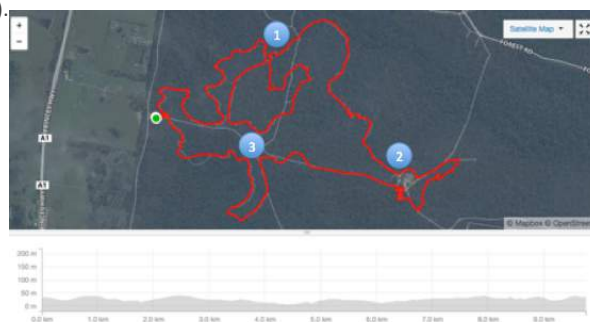 ).
+
−
Satellite Map
FOREST RD
A1
A1
1
2
3
© Mapbox © OpenStreet
200 m
150 m
100 m
50 m
0 m
0.0 km 1.0 km 2.0 km 3.0 km 4.0 km 5.0 km 6.0 km 7.0 km 8.0 km 9.0 km